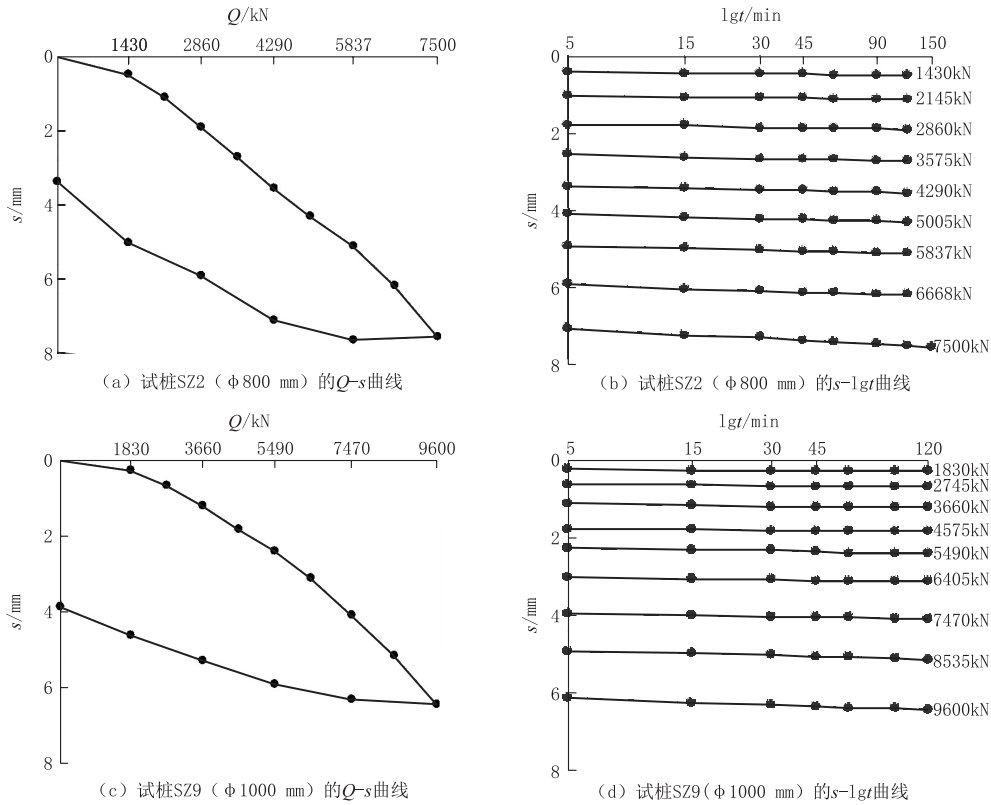 Q/kN
1430 2860 4290 5837 7500
0
2
4
6
8
s/mm
（a）试桩SZ2（φ800 mm）的Q-s曲线
lgt/min
5 15 30 45 90 150
0
2
4
6
8
s/mm
1430kN
2145kN
2860kN
3575kN
4290kN
5005kN
5837kN
6668kN
7500kN
（b）试桩SZ2（φ800 mm）的s-lgt曲线
Q/kN
1830 3660 5490 7470 9600
0
2
4
6
8
s/mm
（c）试桩SZ9（φ1000 mm）的Q-s曲线
lgt/min
5 15 30 45 120
0
2
4
6
8
s/mm
1830kN
2745kN
3660kN
4575kN
5490kN
6405kN
7470kN
8535kN
9600kN
（d）试桩SZ9(φ1000 mm）的s-lgt曲线